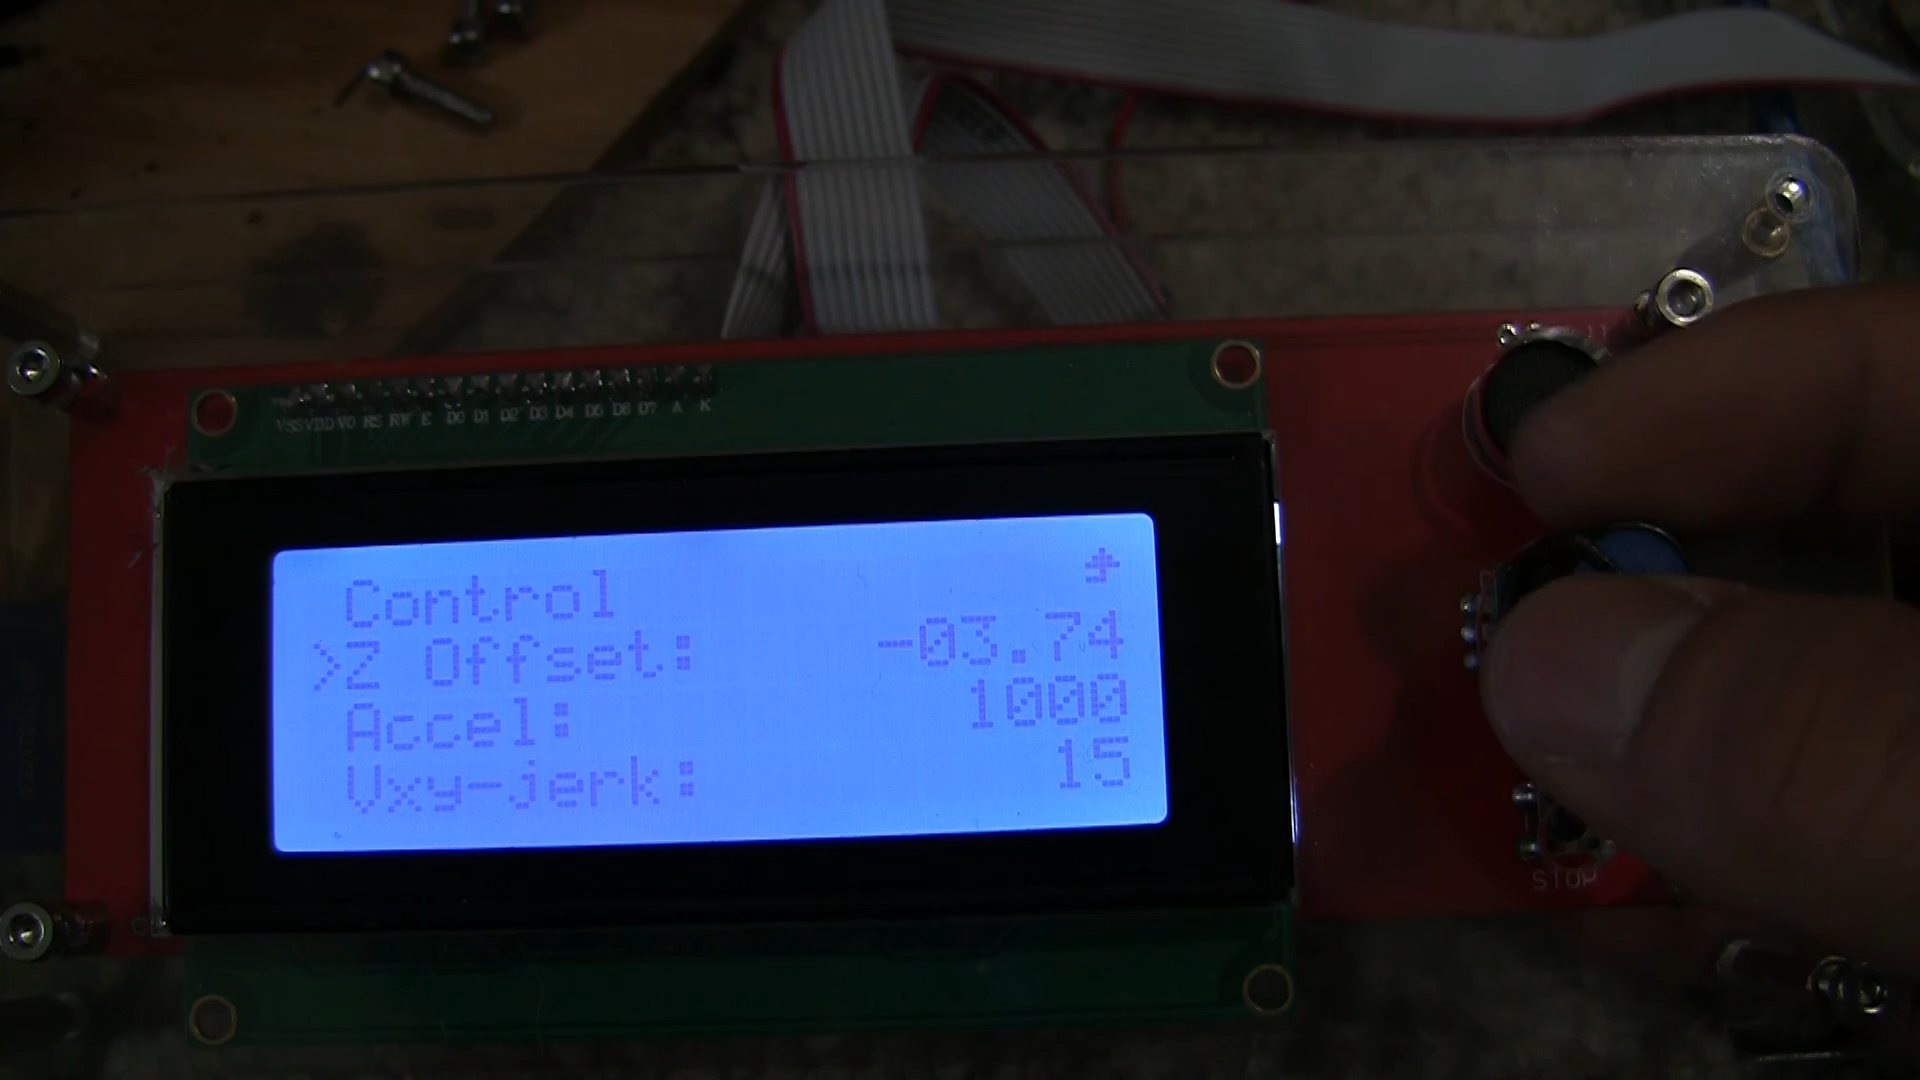 VSS VDD V0 RS RW E D0 D1 D2 D3 D4 D5 D6 D7 A K
Control
>Z Offset: -03.74
Accel: 1000
Vxy-jerk: 15
STOP